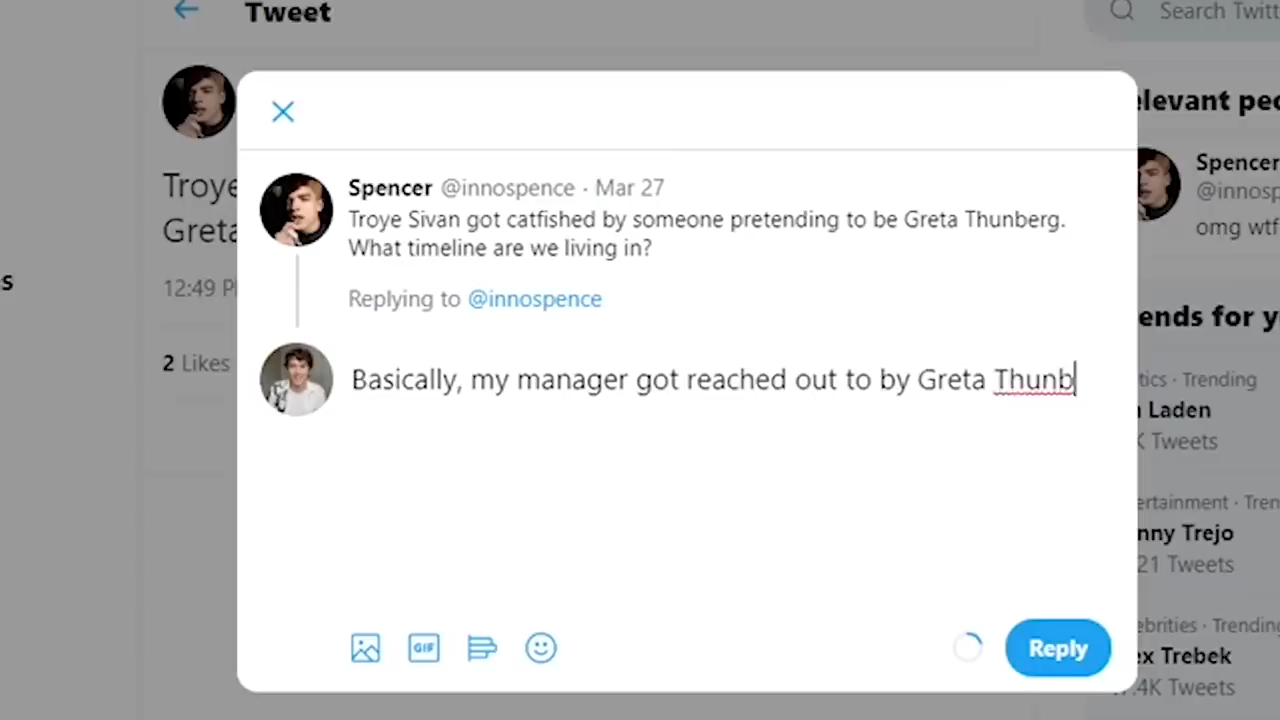 Tweet
Search Twitt
Troye
Greta
12:49 P
2 Likes
s
Spencer @innospence · Mar 27
Troye Sivan got catfished by someone pretending to be Greta Thunberg.
What timeline are we living in?
Replying to @innospence
Basically, my manager got reached out to by Greta Thunb
GIF
Reply
elevant peo
Spencer
@innosp
omg wtf
ends for y
tics · Trending
n Laden
K Tweets
ertainment · Tren
nny Trejo
21 Tweets
ebrities · Trending
ex Trebek
.4K Tweets